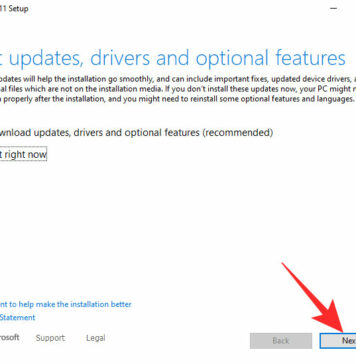 11 Setup
t updates, drivers and optional features
pdates will help the installation go smoothly, and can include important fixes, updated device drivers, a
al files which are not on the installation media. If you don't install these updates now, your PC might n
properly after the installation, and you might need to reinstall some optional features and languages.
wnload updates, drivers and optional features (recommended)
t right now
nt to help make the installation better
Statement
rosoft Support Legal
Back Nex